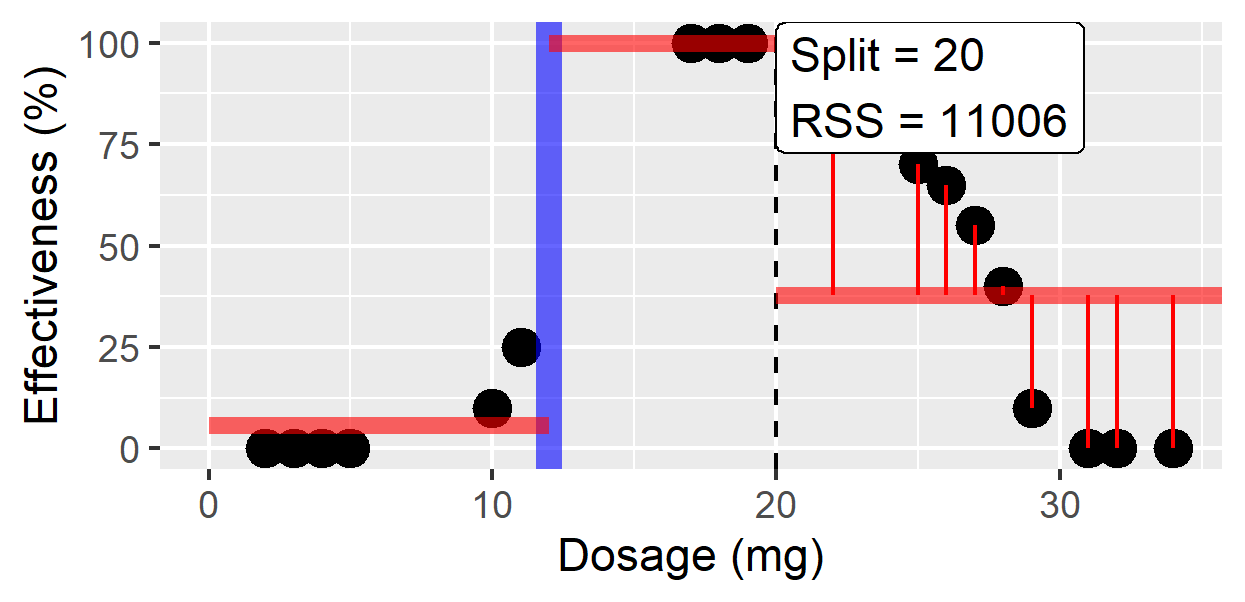 Effectiveness (%)
100
75
50
25
0
Split = 20
RSS = 11006
0 10 20 30
Dosage (mg)